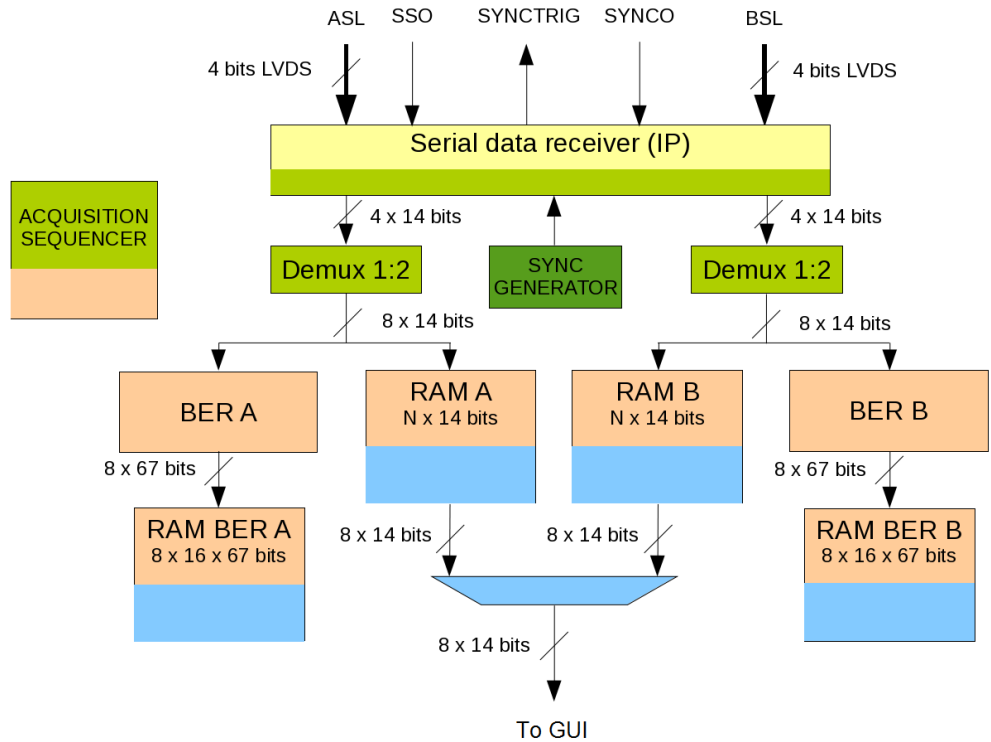 ASL
SSO
SYNCTRIG
SYNCO
BSL
4 bits LVDS
4 bits LVDS
Serial data receiver (IP)
ACQUISITION
SEQUENCER
4 x 14 bits
4 x 14 bits
Demux 1:2
SYNC
GENERATOR
Demux 1:2
8 x 14 bits
8 x 14 bits
BER A
RAM A
N x 14 bits
RAM B
N x 14 bits
BER B
8 x 67 bits
8 x 67 bits
RAM BER A
8 x 16 x 67 bits
8 x 14 bits
8 x 14 bits
RAM BER B
8 x 16 x 67 bits
8 x 14 bits
To GUI